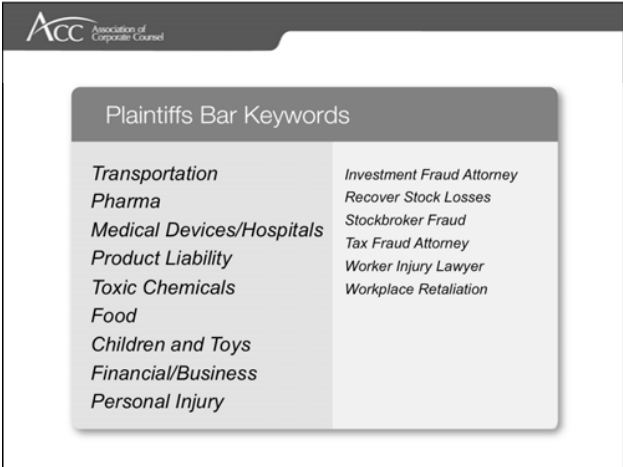 ACC Association of
Corporate Counsel
Plaintiffs Bar Keywords
Transportation
Pharma
Medical Devices/Hospitals
Product Liability
Toxic Chemicals
Food
Children and Toys
Financial/Business
Personal Injury
Investment Fraud Attorney
Recover Stock Losses
Stockbroker Fraud
Tax Fraud Attorney
Worker Injury Lawyer
Workplace Retaliation